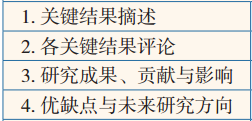 1. 关键结果摘述
2. 各关键结果评论
3. 研究成果、贡献与影响
4. 优缺点与未来研究方向